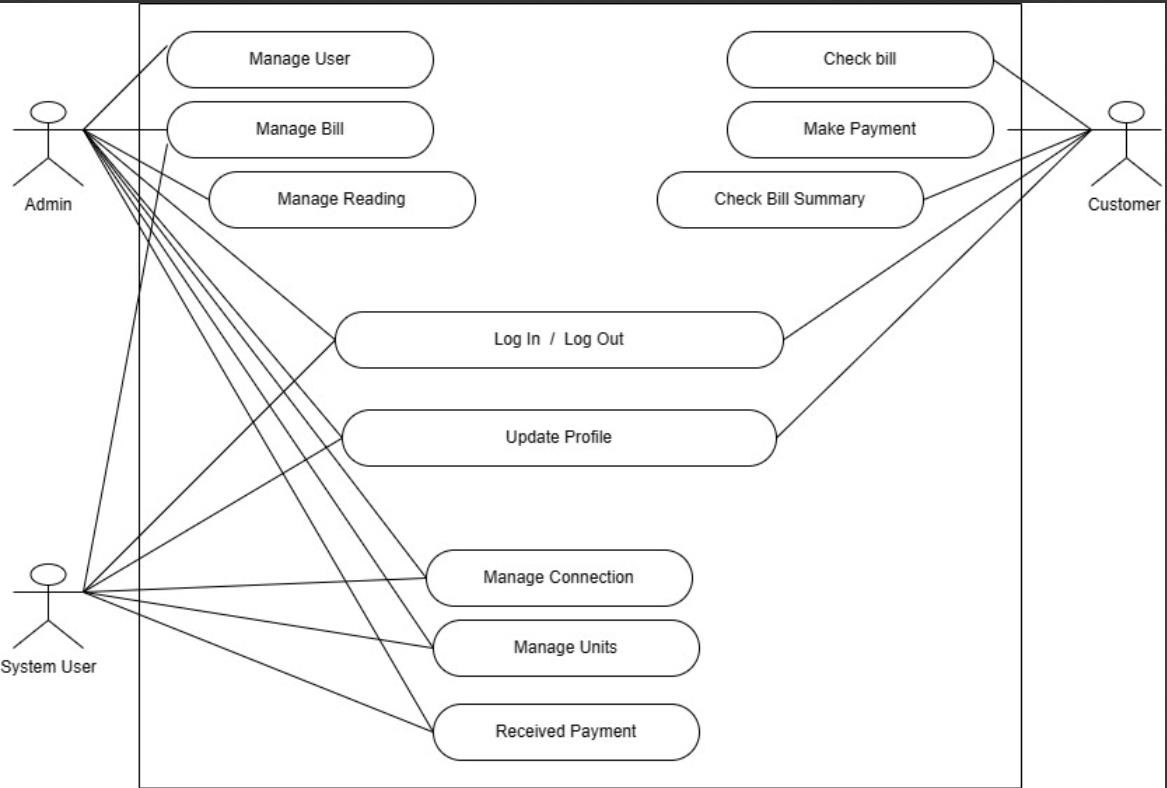 Manage User
Check bill
Manage Bill
Make Payment
Admin
Manage Reading
Check Bill Summary
Customer
Log In / Log Out
Update Profile
Manage Connection
Manage Units
System User
Received Payment